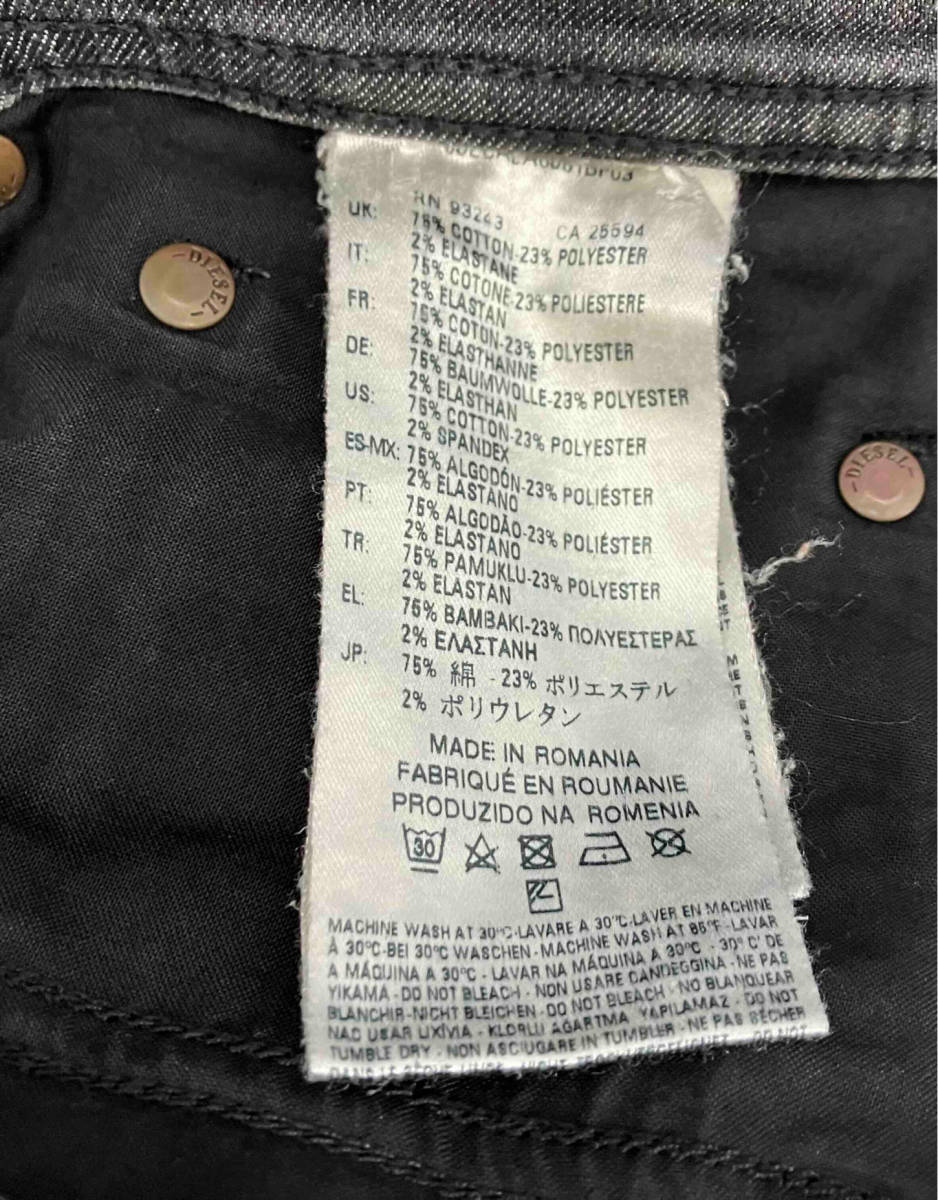 RN 93243 CA 25594
UK: 75% COTTON-23% POLYESTER
2% ELASTANE
IT: 75% COTONE-23% POLIESTERE
2% ELASTAN
FR: 75% COTON-23% POLYESTER
2% ELASTHANNE
DE: 75% BAUMWOLLE-23% POLYESTER
2% ELASTHAN
US: 75% COTTON-23% POLYESTER
2% SPANDEX
ES-MX: 75% ALGODÓN-23% POLIÉSTER
2% ELASTANO
PT: 75% ALGODÃO-23% POLIÉSTER
2% ELASTANO
TR: 75% PAMUKLU-23% POLYESTER
2% ELASTAN
EL: 75% BAMBAKI-23% ΠΟΛΥΕΣΤΕΡΑΣ
2% ΕΛΑΣΤΑΝΗ
JP: 75% 綿 - 23% ポリエステル
2% ポリウレタン
MADE IN ROMANIA
FABRIQUÉ EN ROUMANIE
PRODUZIDO NA ROMENIA
30
MACHINE WASH AT 30°C-LAVARE A 30°C-LAVER EN MACHINE
À 30°C-BEI 30°C WASCHEN-MACHINE WASH AT 86°F-LAVAR
A MÁQUINA A 30°C - LAVAR NA MÁQUINA A 30°C - 30° C' DE
YIKAMA-DO NOT BLEACH - NON USARE CANDEGGINA-NE PAS
BLANCHIR-NICHT BLEICHEN-DO NOT BLEACH-NO BLANQUEAR
NAO USAR LIXÍVIA - KLORLU AGARTMA YAPILAMAZ - DO NOT
TUMBLE DRY - NON ASCIUGARE IN TUMBLER-NE PAS SECHER
DIESEL
DIESEL